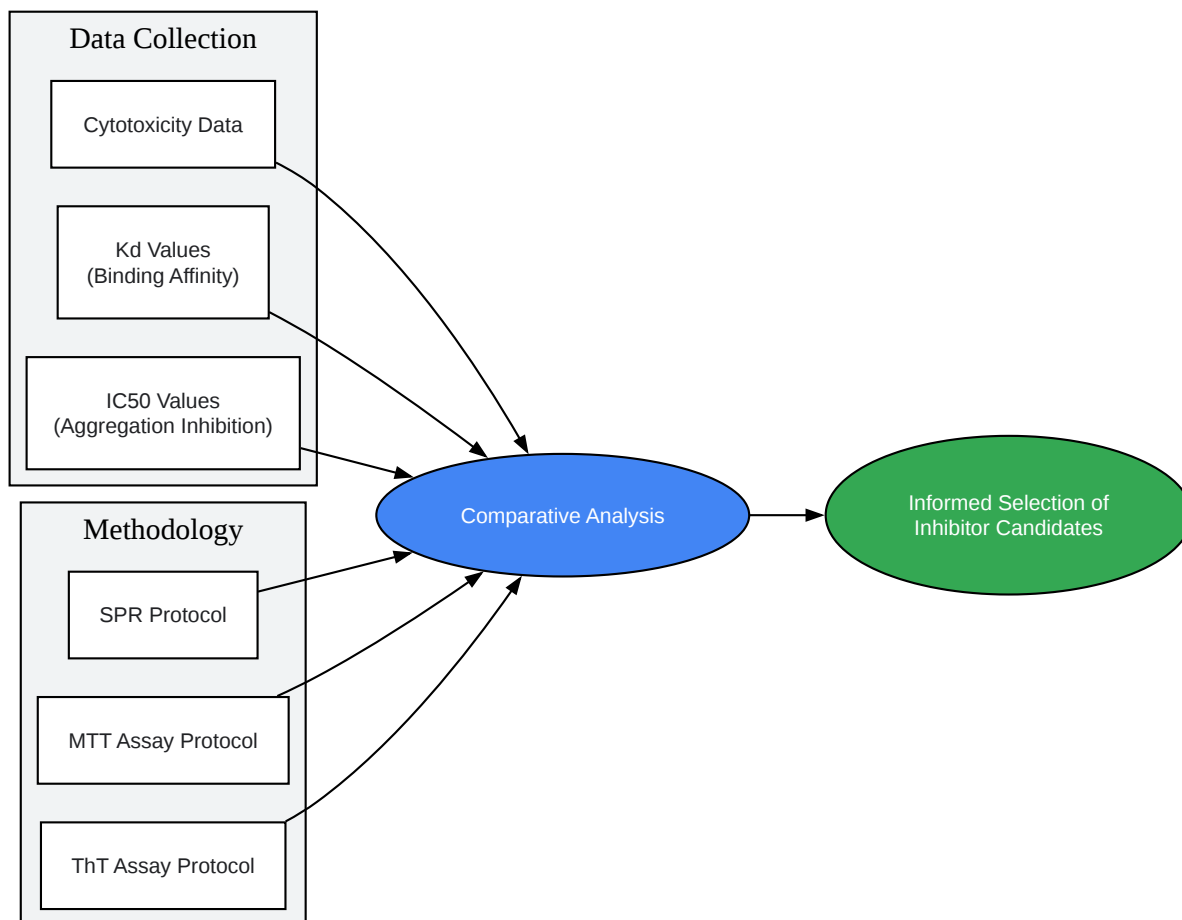 Data Collection
Cytotoxicity Data
Kd Values
(Binding Affinity)
IC50 Values
(Aggregation Inhibition)
Methodology
SPR Protocol
MTT Assay Protocol
ThT Assay Protocol
Comparative Analysis
Informed Selection of
Inhibitor Candidates